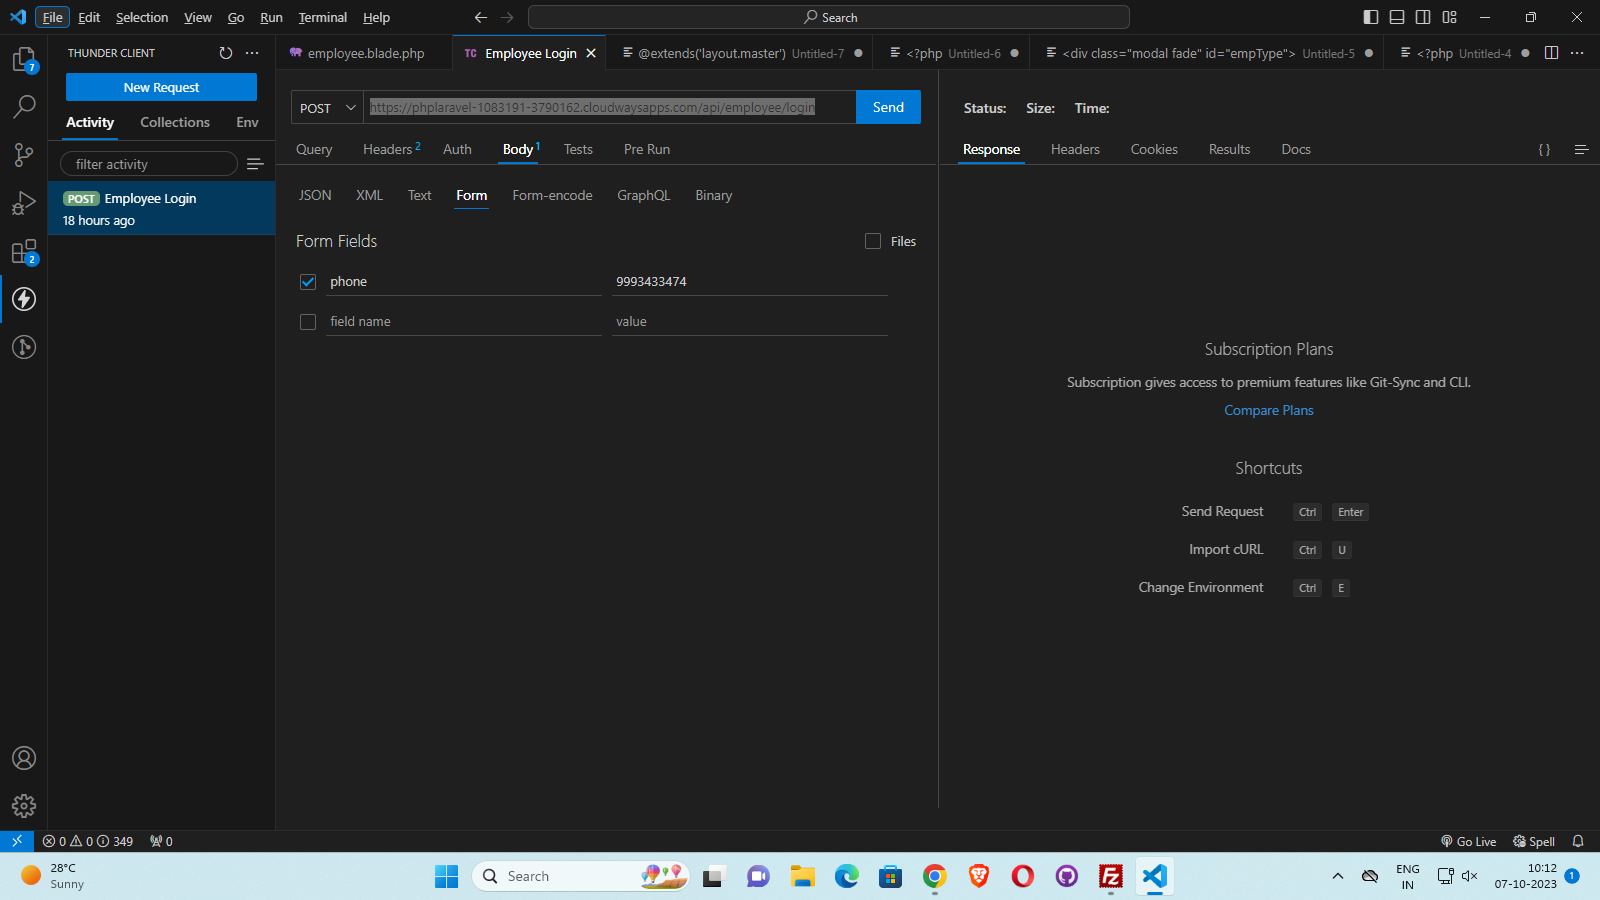 File Edit Selection View Go Run Terminal Help
Search
THUNDER CLIENT
New Request
Activity Collections Env
filter activity
POST Employee Login
18 hours ago
employee.blade.php
TC Employee Login
@extends('layout.master') Untitled-7
<?php Untitled-6
<div class="modal fade" id="empType"> Untitled-5
<?php Untitled-4
POST https://phplaravel-1083191-3790162.cloudwaysapps.com/api/employee/login Send
Query Headers 2 Auth Body 1 Tests Pre Run
JSON XML Text Form Form-encode GraphQL Binary
Form Fields Files
phone 9993433474
field name value
Status: Size: Time:
Response Headers Cookies Results Docs { }
Subscription Plans
Subscription gives access to premium features like Git-Sync and CLI.
Compare Plans
Shortcuts
Send Request Ctrl Enter
Import cURL Ctrl U
Change Environment Ctrl E
7
2
0 0 349 0
Go Live Spell
28°C
Sunny
Search
Fz
ENG
IN
10:12
07-10-2023
1